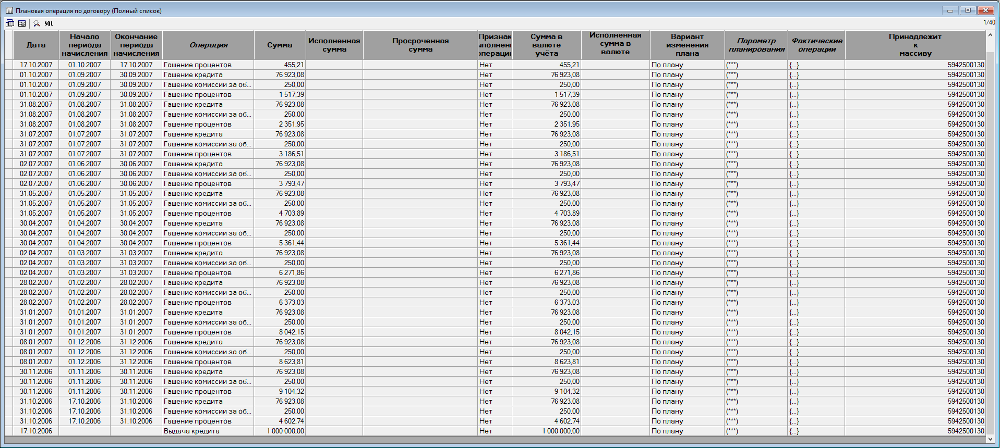 Плановая операция по договору (Полный список)
SQL
1/40
Дата Начало периода начисления Окончание периода начисления Операция Сумма Исполненная сумма Просроченная сумма Признак ыполнен операци Сумма в валюте учёта Исполненная сумма в валюте Вариант изменения плана Параметр планирования Фактические операции Принадлежит к массиву
17.10.2007 01.10.2007 17.10.2007 Гашение процентов 455,21 Нет 455,21 По плану (***) {...} 5942500130
01.10.2007 01.09.2007 30.09.2007 Гашение кредита 76 923,08 Нет 76 923,08 По плану (***) {...} 5942500130
01.10.2007 01.09.2007 30.09.2007 Гашение комиссии за об... 250,00 Нет 250,00 По плану (***) {...} 5942500130
01.10.2007 01.09.2007 30.09.2007 Гашение процентов 1 517,39 Нет 1 517,39 По плану (***) {...} 5942500130
31.08.2007 01.08.2007 31.08.2007 Гашение кредита 76 923,08 Нет 76 923,08 По плану (***) {...} 5942500130
31.08.2007 01.08.2007 31.08.2007 Гашение комиссии за об... 250,00 Нет 250,00 По плану (***) {...} 5942500130
31.08.2007 01.08.2007 31.08.2007 Гашение процентов 2 351,95 Нет 2 351,95 По плану (***) {...} 5942500130
31.07.2007 01.07.2007 31.07.2007 Гашение кредита 76 923,08 Нет 76 923,08 По плану (***) {...} 5942500130
31.07.2007 01.07.2007 31.07.2007 Гашение комиссии за об... 250,00 Нет 250,00 По плану (***) {...} 5942500130
31.07.2007 01.07.2007 31.07.2007 Гашение процентов 3 186,51 Нет 3 186,51 По плану (***) {...} 5942500130
02.07.2007 01.06.2007 30.06.2007 Гашение кредита 76 923,08 Нет 76 923,08 По плану (***) {...} 5942500130
02.07.2007 01.06.2007 30.06.2007 Гашение комиссии за об... 250,00 Нет 250,00 По плану (***) {...} 5942500130
02.07.2007 01.06.2007 30.06.2007 Гашение процентов 3 793,47 Нет 3 793,47 По плану (***) {...} 5942500130
31.05.2007 01.05.2007 31.05.2007 Гашение кредита 76 923,08 Нет 76 923,08 По плану (***) {...} 5942500130
31.05.2007 01.05.2007 31.05.2007 Гашение комиссии за об... 250,00 Нет 250,00 По плану (***) {...} 5942500130
31.05.2007 01.05.2007 31.05.2007 Гашение процентов 4 703,89 Нет 4 703,89 По плану (***) {...} 5942500130
30.04.2007 01.04.2007 30.04.2007 Гашение кредита 76 923,08 Нет 76 923,08 По плану (***) {...} 5942500130
30.04.2007 01.04.2007 30.04.2007 Гашение комиссии за об... 250,00 Нет 250,00 По плану (***) {...} 5942500130
30.04.2007 01.04.2007 30.04.2007 Гашение процентов 5 361,44 Нет 5 361,44 По плану (***) {...} 5942500130
02.04.2007 01.03.2007 31.03.2007 Гашение кредита 76 923,08 Нет 76 923,08 По плану (***) {...} 5942500130
02.04.2007 01.03.2007 31.03.2007 Гашение комиссии за об... 250,00 Нет 250,00 По плану (***) {...} 5942500130
02.04.2007 01.03.2007 31.03.2007 Гашение процентов 6 271,86 Нет 6 271,86 По плану (***) {...} 5942500130
28.02.2007 01.02.2007 28.02.2007 Гашение кредита 76 923,08 Нет 76 923,08 По плану (***) {...} 5942500130
28.02.2007 01.02.2007 28.02.2007 Гашение комиссии за об... 250,00 Нет 250,00 По плану (***) {...} 5942500130
28.02.2007 01.02.2007 28.02.2007 Гашение процентов 6 373,03 Нет 6 373,03 По плану (***) {...} 5942500130
31.01.2007 01.01.2007 31.01.2007 Гашение кредита 76 923,08 Нет 76 923,08 По плану (***) {...} 5942500130
31.01.2007 01.01.2007 31.01.2007 Гашение комиссии за об... 250,00 Нет 250,00 По плану (***) {...} 5942500130
31.01.2007 01.01.2007 31.01.2007 Гашение процентов 8 042,15 Нет 8 042,15 По плану (***) {...} 5942500130
08.01.2007 01.12.2006 31.12.2006 Гашение кредита 76 923,08 Нет 76 923,08 По плану (***) {...} 5942500130
08.01.2007 01.12.2006 31.12.2006 Гашение комиссии за об... 250,00 Нет 250,00 По плану (***) {...} 5942500130
08.01.2007 01.12.2006 31.12.2006 Гашение процентов 8 623,81 Нет 8 623,81 По плану (***) {...} 5942500130
30.11.2006 01.11.2006 30.11.2006 Гашение кредита 76 923,08 Нет 76 923,08 По плану (***) {...} 5942500130
30.11.2006 01.11.2006 30.11.2006 Гашение комиссии за об... 250,00 Нет 250,00 По плану (***) {...} 5942500130
30.11.2006 01.11.2006 30.11.2006 Гашение процентов 9 104,32 Нет 9 104,32 По плану (***) {...} 5942500130
31.10.2006 17.10.2006 31.10.2006 Гашение кредита 76 923,08 Нет 76 923,08 По плану (***) {...} 5942500130
31.10.2006 17.10.2006 31.10.2006 Гашение комиссии за об... 250,00 Нет 250,00 По плану (***) {...} 5942500130
31.10.2006 17.10.2006 31.10.2006 Гашение процентов 4 602,74 Нет 4 602,74 По плану (***) {...} 5942500130
17.10.2006 Выдача кредита 1 000 000,00 Нет 1 000 000,00 По плану (***) {...} 5942500130